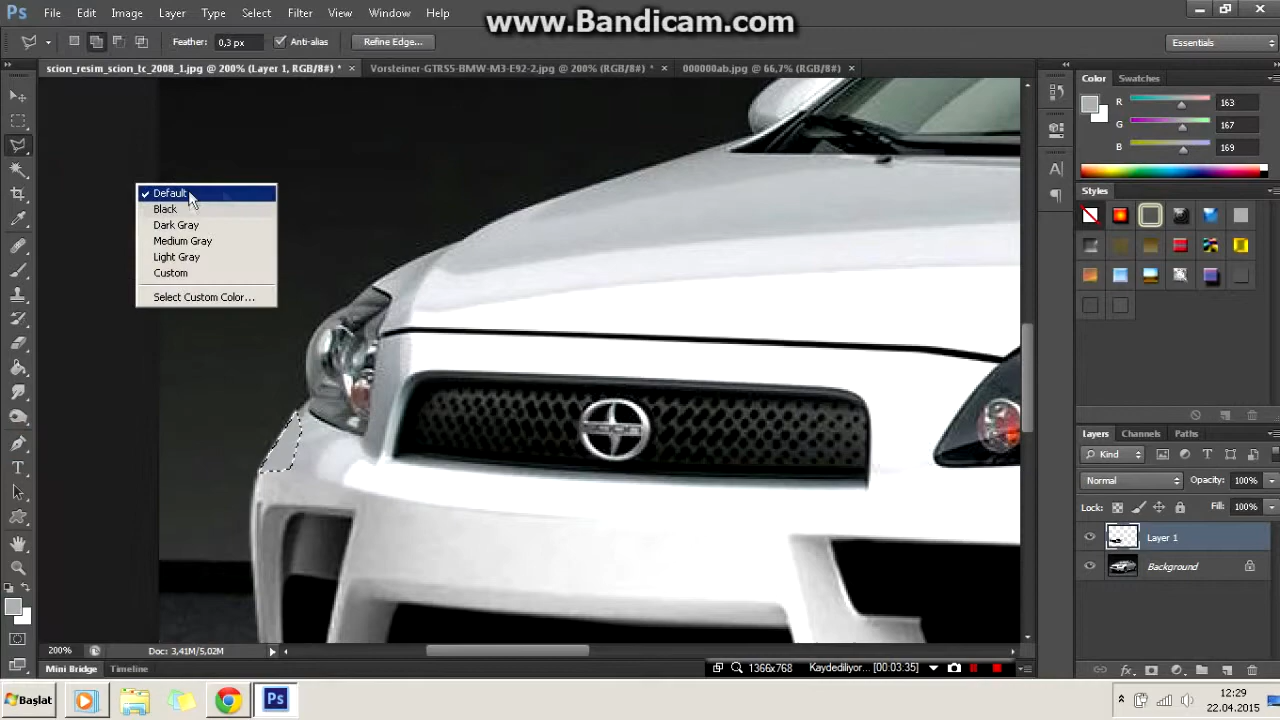 www.Bandicam.com
Ps File Edit Image Layer Type Select Filter View Window Help
Feather: 0,3 px Anti-alias Refine Edge... Essentials
scion_resim_scion_tc_2008_1.jpg @ 200% (Layer 1, RGB/8#) * × Vorsteiner-GTRS5-BMW-M3-E92-2.jpg @ 200% (RGB/8#) * × 000000ab.jpg @ 66,7% (RGB/8#) ×
Color Swatches
R 163
G 167
B 169
Styles
Default
Black
Dark Gray
Medium Gray
Light Gray
Custom
Select Custom Color...
Layers Channels Paths
Kind
Normal Opacity: 100%
Lock: Fill: 100%
Layer 1
Background
200% Doc: 3,41M/5,02M
Mini Bridge Timeline
1366x768 Kaydediliyor... [00:03.35]
Başlat Ps
12:29
22.04.2015